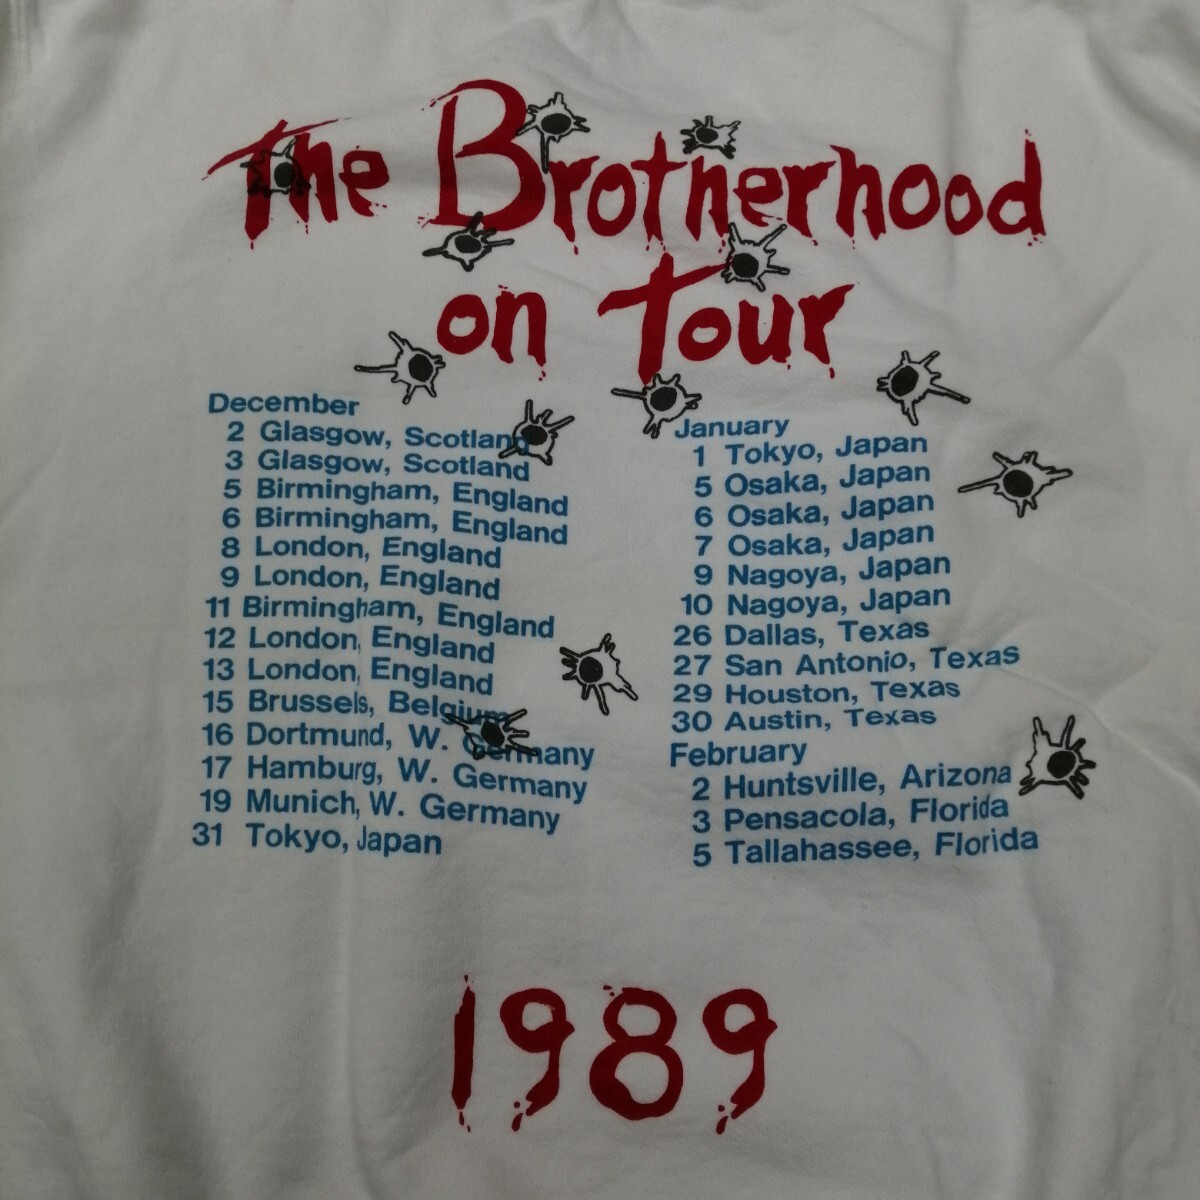 The Brotherhood
on Tour
December
2 Glasgow, Scotland
3 Glasgow, Scotland
5 Birmingham, England
6 Birmingham, England
8 London, England
9 London, England
11 Birmingham, England
12 London, England
13 London, England
15 Brussels, Belgium
16 Dortmund, W. Germany
17 Hamburg, W. Germany
19 Munich, W. Germany
31 Tokyo, Japan
January
1 Tokyo, Japan
5 Osaka, Japan
6 Osaka, Japan
7 Osaka, Japan
9 Nagoya, Japan
10 Nagoya, Japan
26 Dallas, Texas
27 San Antonio, Texas
29 Houston, Texas
30 Austin, Texas
February
2 Huntsville, Arizona
3 Pensacola, Florida
5 Tallahassee, Florida
1989